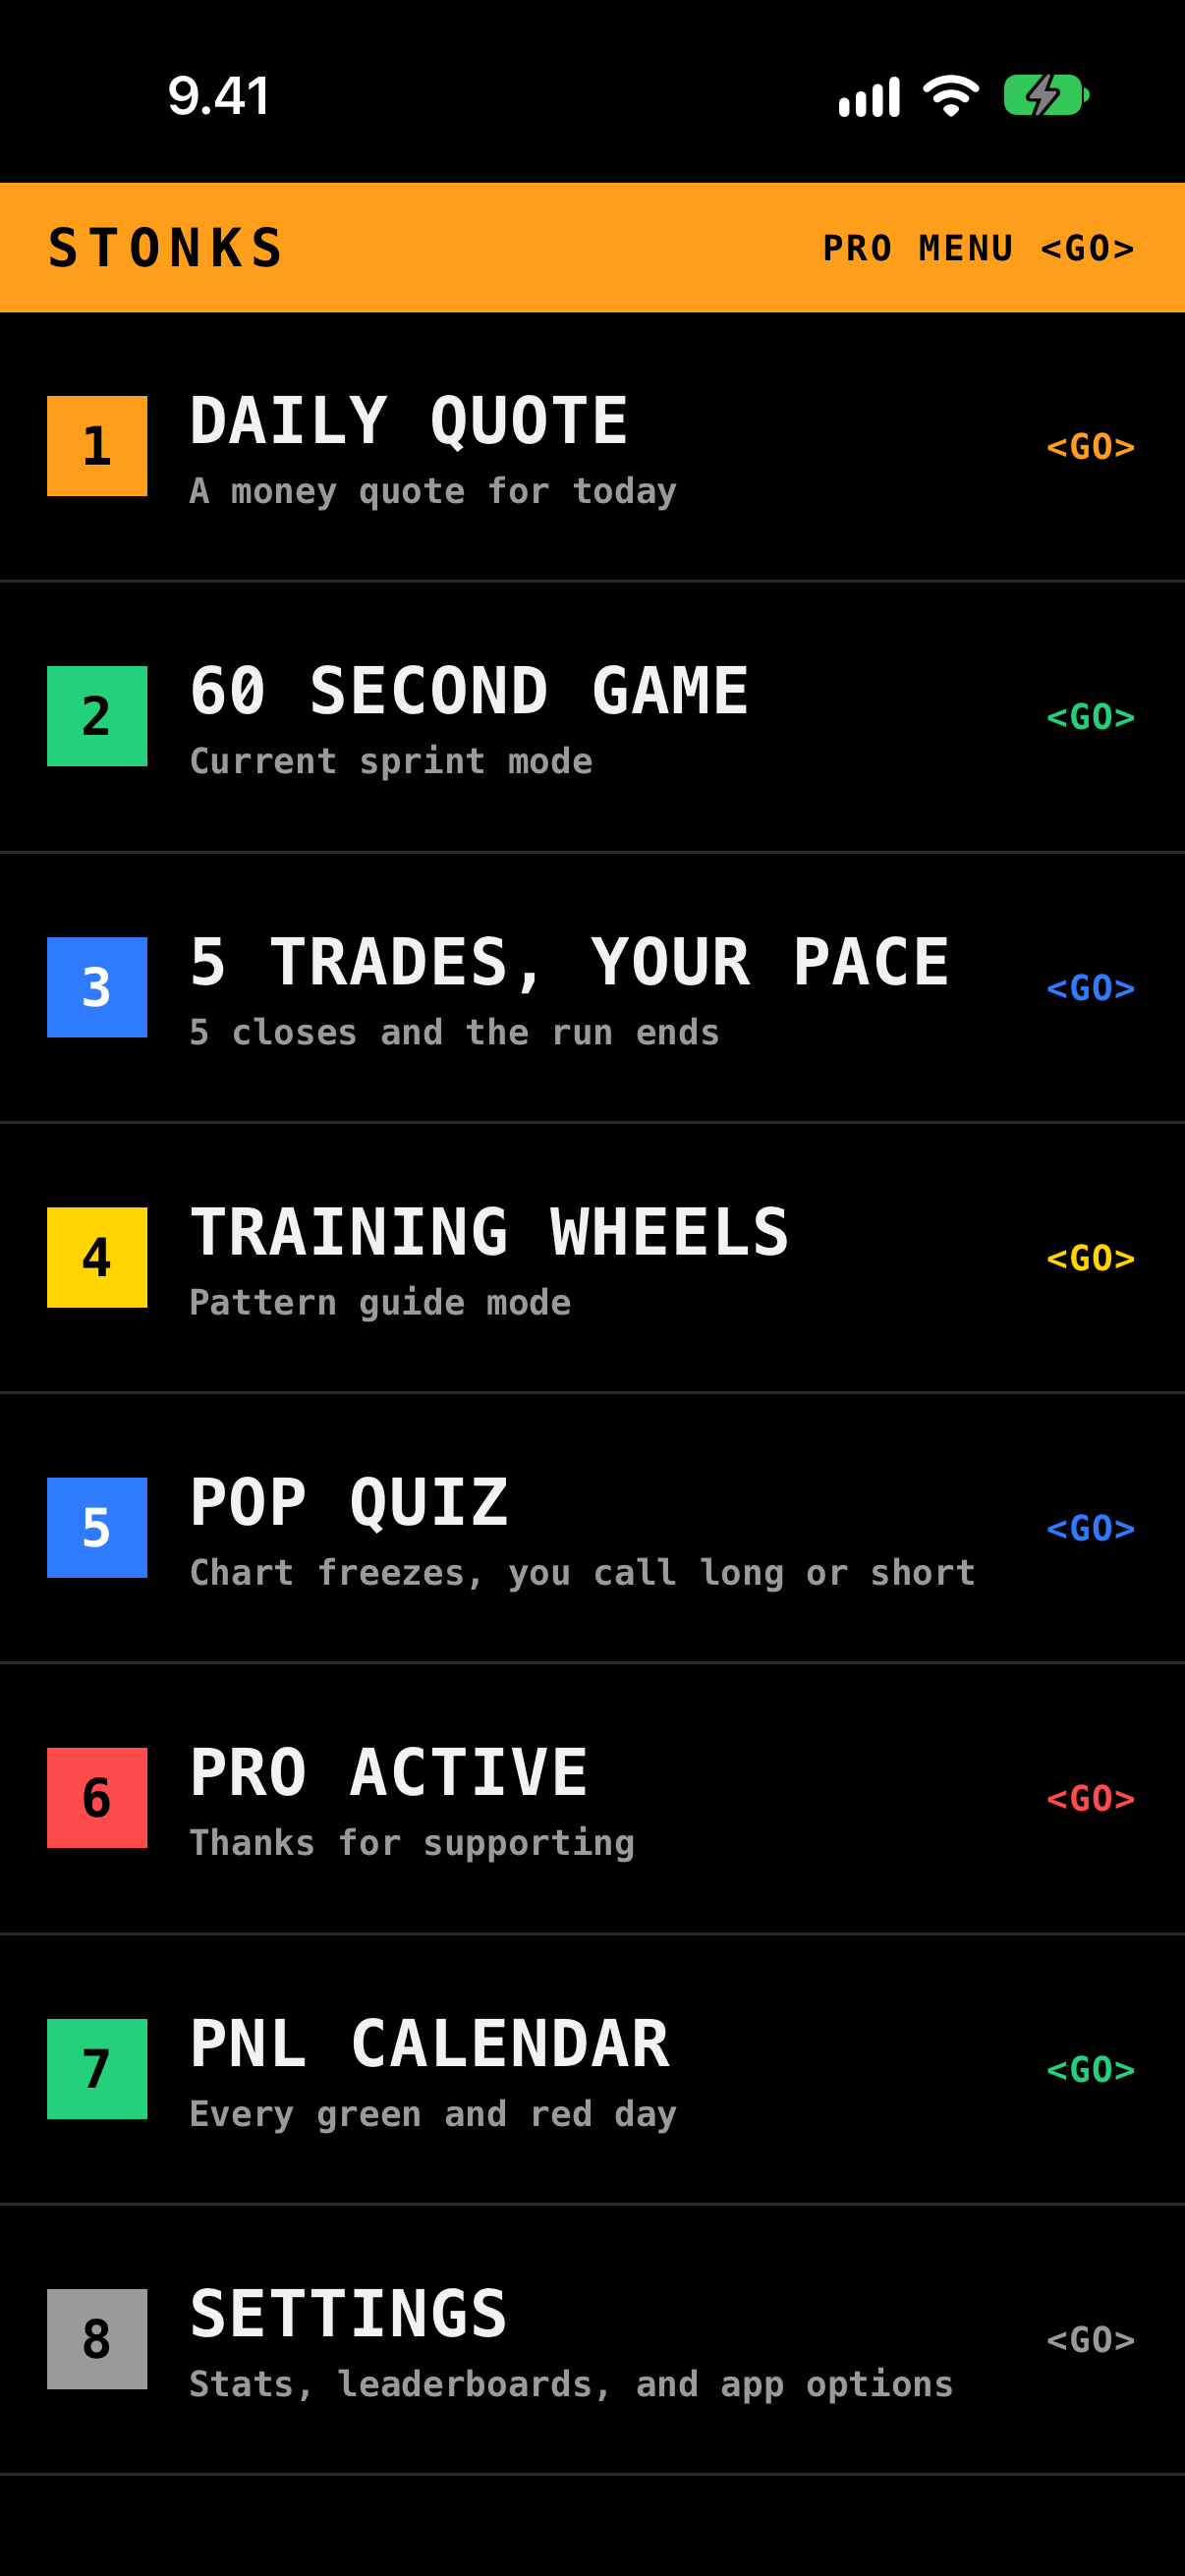 9.41
STONKS
PRO MENU <GO>
1
DAILY QUOTE
A money quote for today
<GO>
2
60 SECOND GAME
Current sprint mode
<GO>
3
5 TRADES, YOUR PACE
5 closes and the run ends
<GO>
4
TRAINING WHEELS
Pattern guide mode
<GO>
5
POP QUIZ
Chart freezes, you call long or short
<GO>
6
PRO ACTIVE
Thanks for supporting
<GO>
7
PNL CALENDAR
Every green and red day
<GO>
8
SETTINGS
Stats, leaderboards, and app options
<GO>